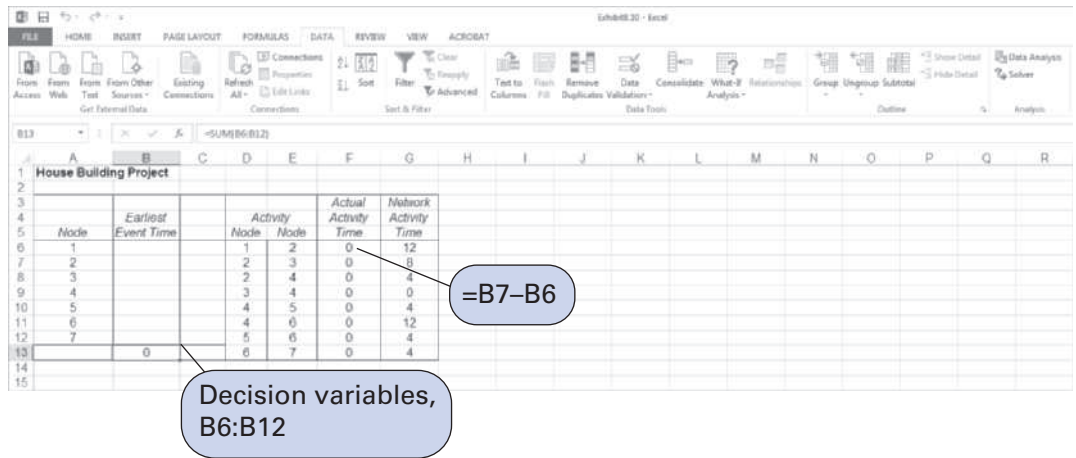 Exhibit8.30 - Excel
FILE HOME INSERT PAGE LAYOUT FORMULAS DATA REVIEW VIEW ACROBAT
From Access From Web From Text From Other Sources Existing Connections
Get External Data
Refresh All Connections Properties Edit Links
Connections
Sort Filter Clear Reapply Advanced
Sort & Filter
Text to Columns Flash Fill Remove Duplicates Data Validation Consolidate What-If Analysis Relationships
Data Tools
Group Ungroup Subtotal Show Detail Hide Detail
Outline
Data Analysis Solver
Analysis
B13 =SUM(B6:B12)
A B C D E F G H I J K L M N O P Q R
1 House Building Project
2
3 Actual Network
4 Earliest Activity Activity Activity
5 Node Event Time Node Node Time Time
6 1 1 2 0 12
7 2 2 3 0 8
8 3 2 4 0 4
9 4 3 4 0 0
10 5 4 5 0 4
11 6 4 6 0 12
12 7 5 6 0 4
13 0 6 7 0 4
14
15
=B7–B6
Decision variables,
B6:B12